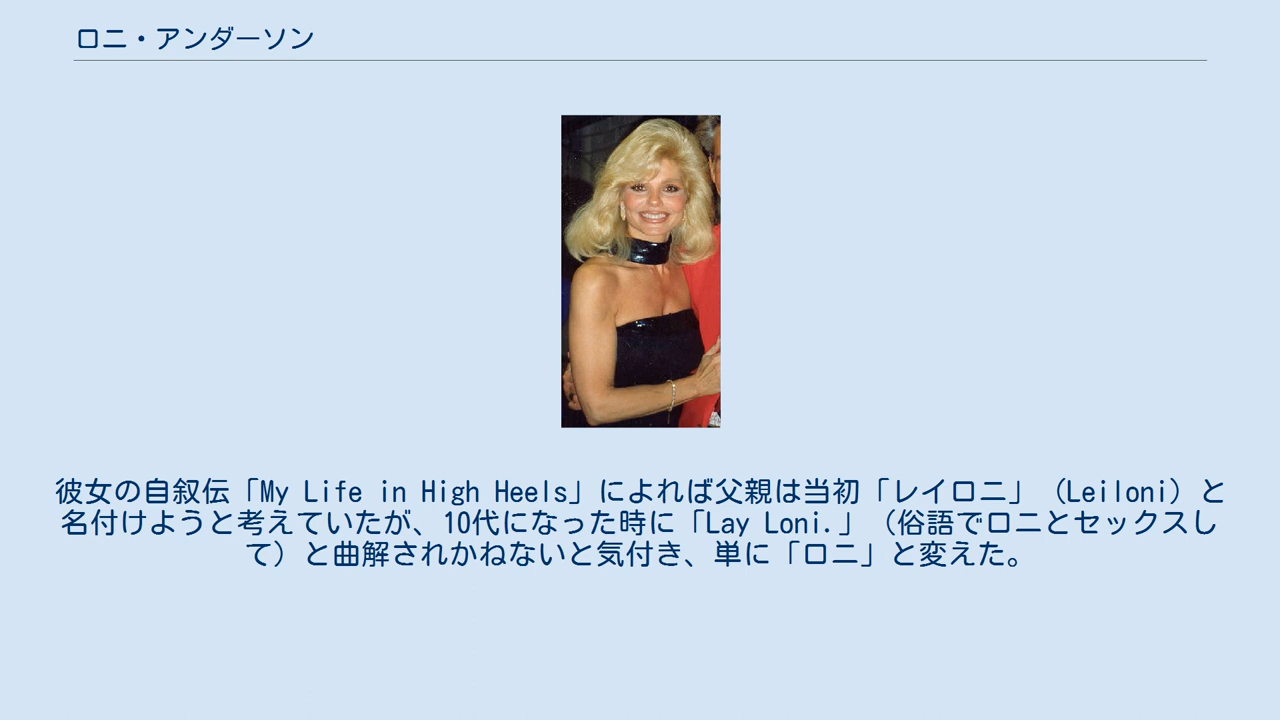 ロニ・アンダーソン
彼女の自叙伝「My Life in High Heels」によれば父親は当初「レイロニ」（Leiloni）と
名付けようと考えていたが、10代になった時に「Lay Loni.」（俗語でロニとセックスし
て）と曲解されかねないと気付き、単に「ロニ」と変えた。